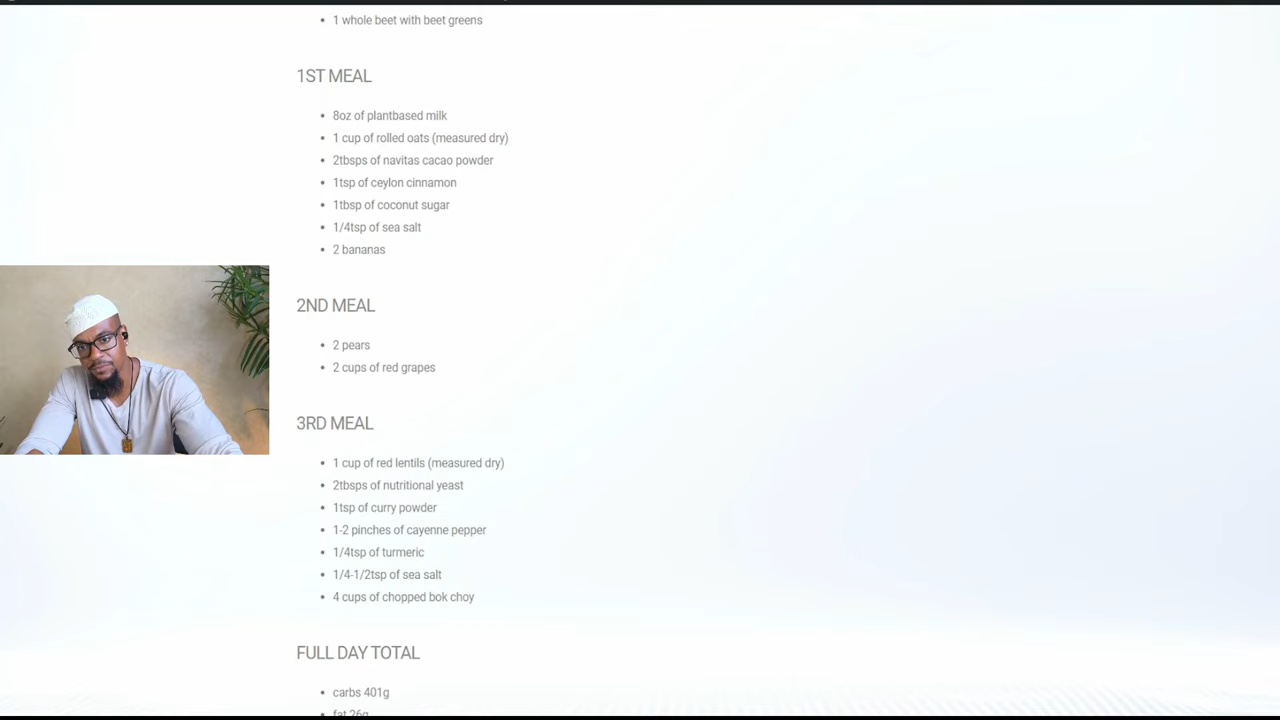 1 whole beet with beet greens
1ST MEAL
8oz of plantbased milk
1 cup of rolled oats (measured dry)
2tbsps of navitas cacao powder
1tsp of ceylon cinnamon
1tbsp of coconut sugar
1/4tsp of sea salt
2 bananas
2ND MEAL
2 pears
2 cups of red grapes
3RD MEAL
1 cup of red lentils (measured dry)
2tbsps of nutritional yeast
1tsp of curry powder
1-2 pinches of cayenne pepper
1/4tsp of turmeric
1/4-1/2tsp of sea salt
4 cups of chopped bok choy
FULL DAY TOTAL
carbs 401g
fat 26g